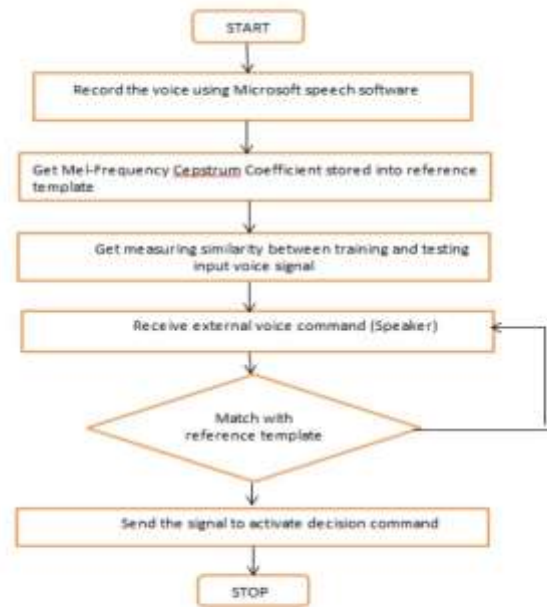 START
Record the voice using Microsoft speech software
Get Mel-Frequency Cepstrum Coefficient stored into reference
template
Get measuring similarity between training and testing
input voice signal
Receive external voice command (Speaker)
Match with
reference template
Send the signal to activate decision command
STOP